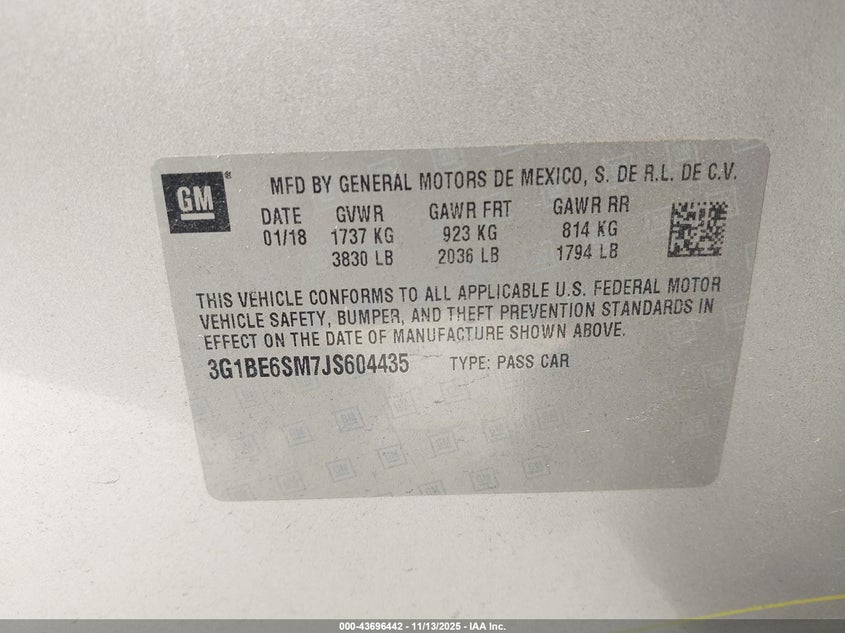 GM®
MFD BY GENERAL MOTORS DE MEXICO, S. DE R.L. DE C.V.
DATE GVWR GAWR FRT GAWR RR
01/18 1737 KG 923 KG 814 KG
3830 LB 2036 LB 1794 LB
THIS VEHICLE CONFORMS TO ALL APPLICABLE U.S. FEDERAL MOTOR
VEHICLE SAFETY, BUMPER, AND THEFT PREVENTION STANDARDS IN
EFFECT ON THE DATE OF MANUFACTURE SHOWN ABOVE.
3G1BE6SM7JS604435 TYPE: PASS CAR
000-43696442 - 11/13/2025 - IAA Inc.